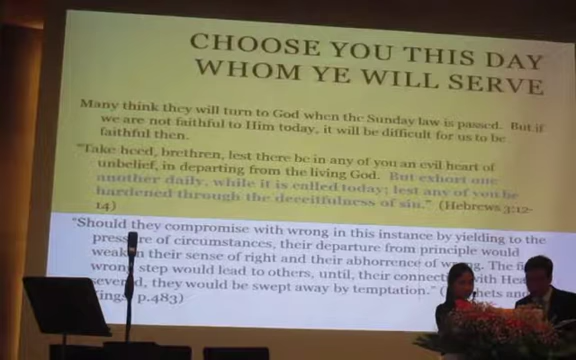 CHOOSE YOU THIS DAY
WHOM YE WILL SERVE
Many think they will turn to God when the Sunday law is passed. But if
we are not faithful to Him today, it will be difficult for us to be
faithful then.
"Take heed, brethren, lest there be in any of you an evil heart of
unbelief, in departing from the living God. But exhort one
another daily, while it is called today; lest any of you be
hardened through the deceitfulness of sin." (Hebrews 3:12-
14)
"Should they compromise with wrong in this instance by yielding to the
pressure of circumstances, their departure from principle would
weaken their sense of right and their abhorrence of wrong. The
wrong step would lead to others, until, their with
severed, they would be swept away by temptation."
p.483)